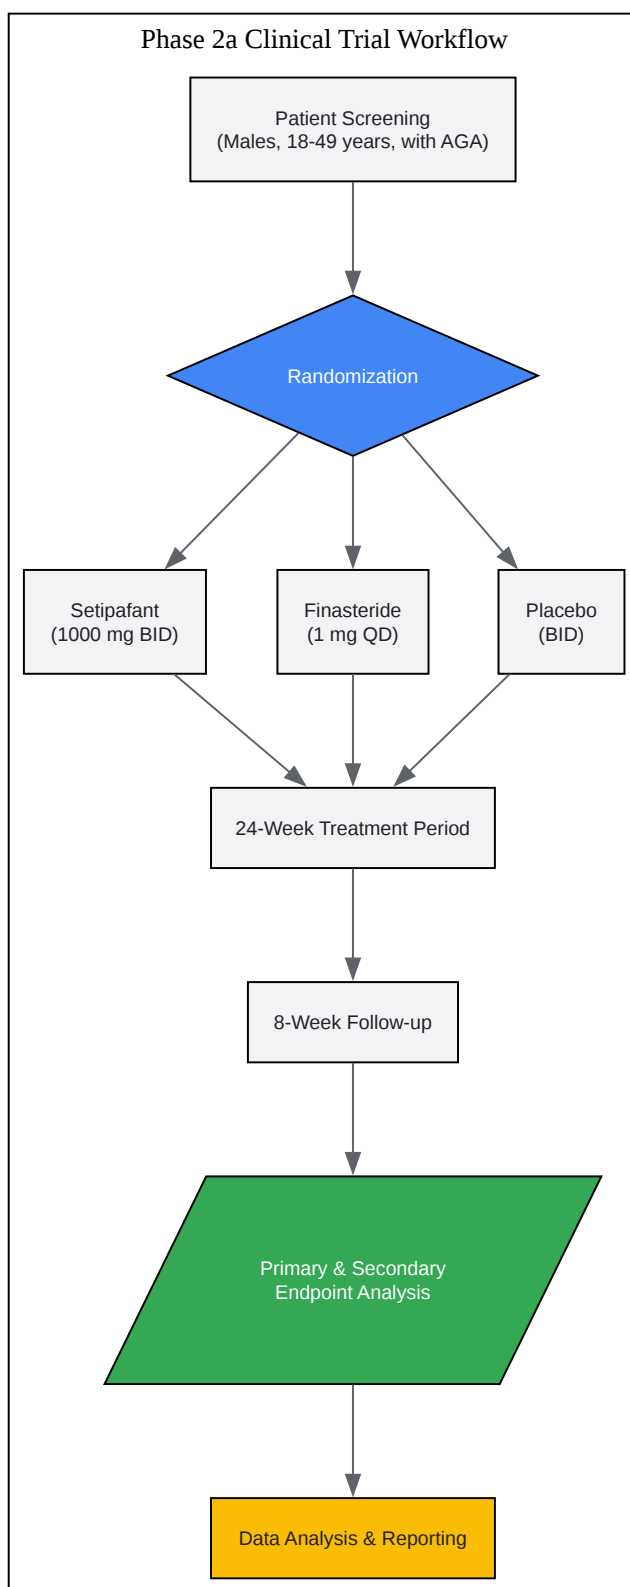 Phase 2a Clinical Trial Workflow
Patient Screening
(Males, 18-49 years, with AGA)
Randomization
Setipafant
(1000 mg BID)
Finasteride
(1 mg QD)
Placebo
(BID)
24-Week Treatment Period
8-Week Follow-up
Primary & Secondary
Endpoint Analysis
Data Analysis & Reporting